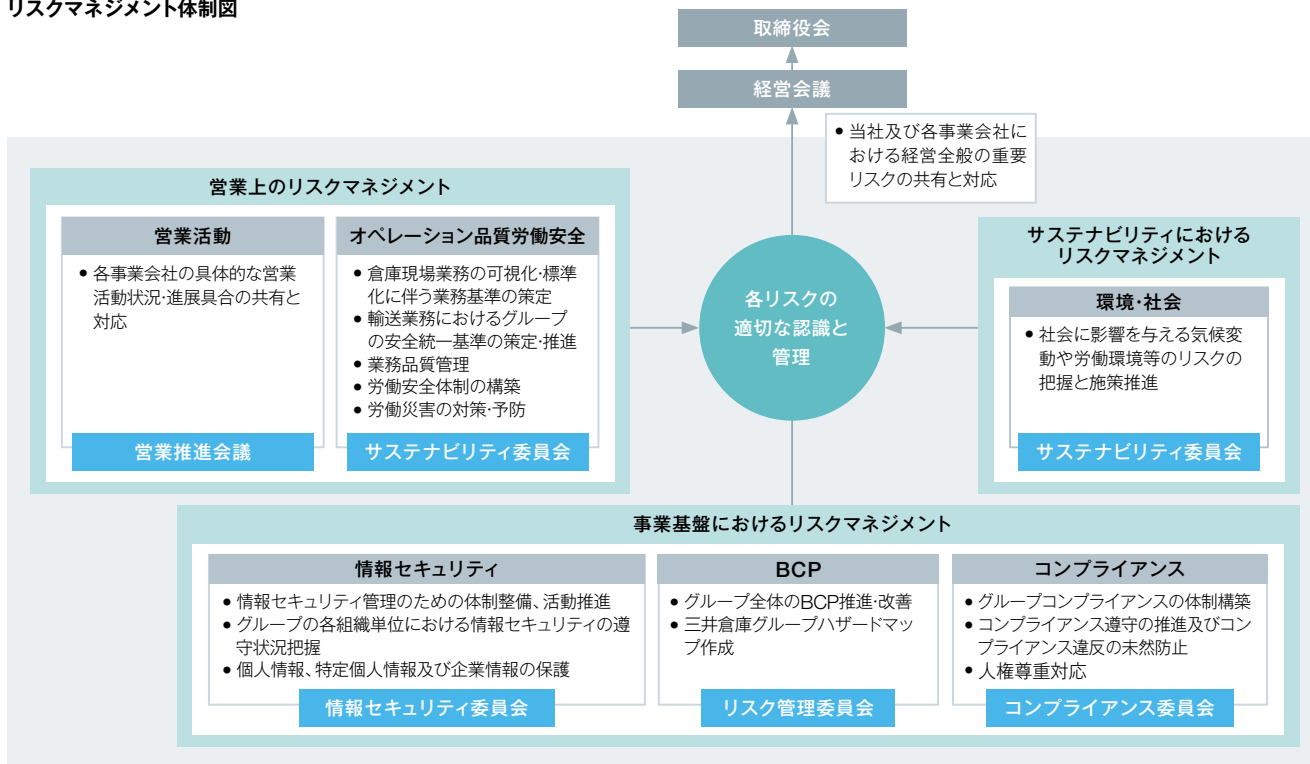 リスクマネジメント体制図
取締役会
経営会議
● 当社及び各事業会社に
おける経営全般の重要
リスクの共有と対応
営業上のリスクマネジメント
営業活動
● 各事業会社の具体的な営業
活動状況・進展具合の共有と
対応
営業推進会議
オペレーション品質労働安全
● 倉庫現場業務の可視化・標準
化に伴う業務基準の策定
● 輸送業務におけるグループ
の安全統一基準の策定・推進
● 業務品質管理
● 労働安全体制の構築
● 労働災害の対策・予防
サステナビリティ委員会
各リスクの
適切な認識と
管理
サステナビリティにおける
リスクマネジメント
環境・社会
● 社会に影響を与える気候変
動や労働環境等のリスクの
把握と施策推進
サステナビリティ委員会
事業基盤におけるリスクマネジメント
情報セキュリティ
● 情報セキュリティ管理のための体制整備、活動推進
● グループの各組織単位における情報セキュリティの遵
守状況把握
● 個人情報、特定個人情報及び企業情報の保護
情報セキュリティ委員会
BCP
● グループ全体のBCP推進・改善
● 三井倉庫グループハザードマッ
プ作成
リスク管理委員会
コンプライアンス
● グループコンプライアンスの体制構築
● コンプライアンス遵守の推進及びコン
プライアンス違反の未然防止
● 人権尊重対応
コンプライアンス委員会